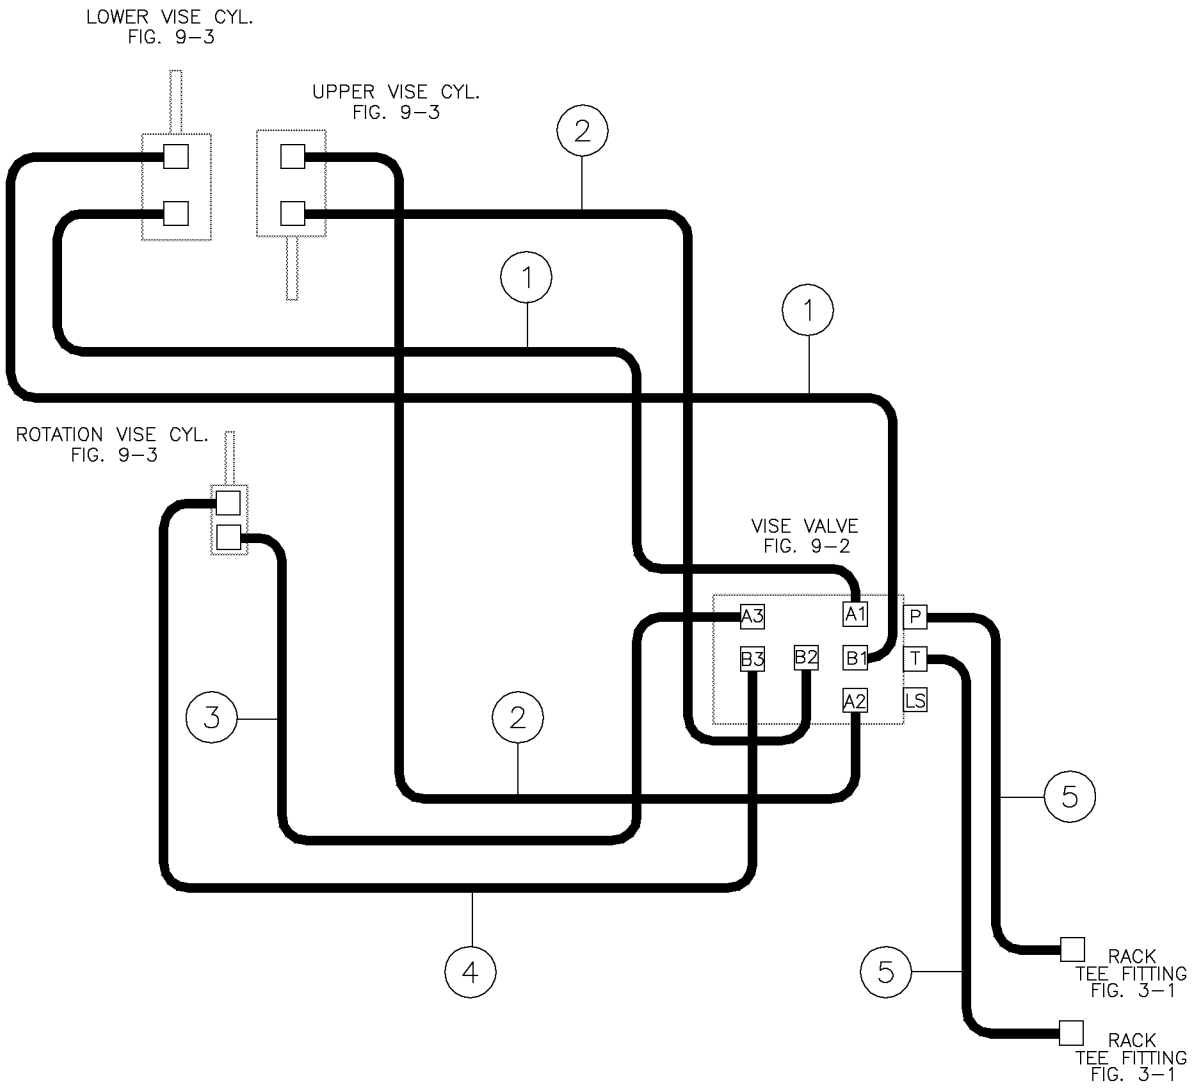 LOWER VISE CYL.
FIG. 9-3
UPPER VISE CYL.
FIG. 9-3
2
1
1
ROTATION VISE CYL.
FIG. 9-3
VISE VALVE
FIG. 9-2
A3
A1
P
B3
B2
B1
T
A2
LS
3
2
5
4
5
RACK
TEE FITTING
FIG. 3-1
RACK
TEE FITTING
FIG. 3-1